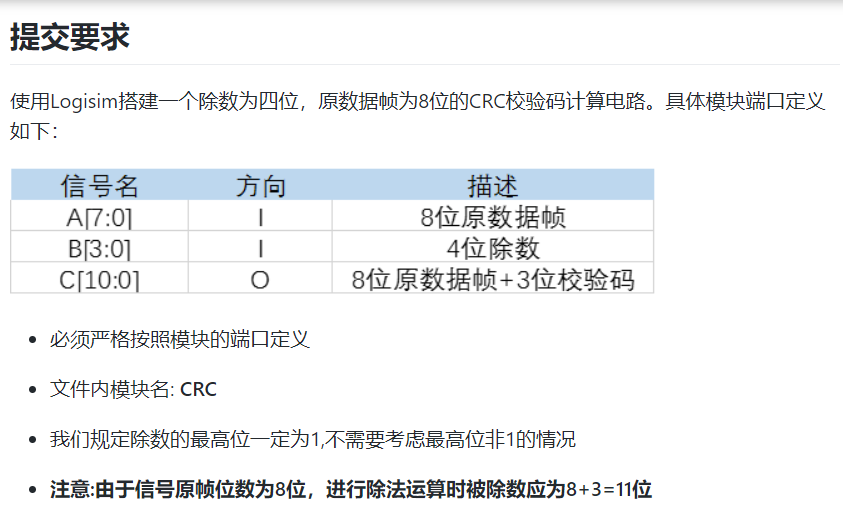 提交要求
使用Logisim搭建一个除数为四位，原数据帧为8位的CRC校验码计算电路。具体模块端口定义
如下：
信号名 方向 描述
A[7:0] I 8位原数据帧
B[3:0] I 4位除数
C[10:0] O 8位原数据帧+3位校验码
必须严格按照模块的端口定义
文件内模块名: CRC
我们规定除数的最高位一定为1,不需要考虑最高位非1的情况
注意:由于信号原帧位数为8位，进行除法运算时被除数应为8+3=11位